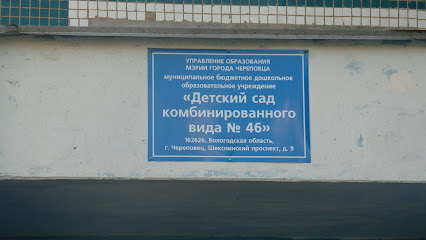 УПРАВЛЕНИЕ ОБРАЗОВАНИЯ
МЭРИИ ГОРОДА ЧЕРЕПОВЦА
муниципальное бюджетное дошкольное
образовательное учреждение
«Детский сад
комбинированного
вида № 46»
162626, Вологодская область,
г. Череповец, Шекснинский проспект, д. 9